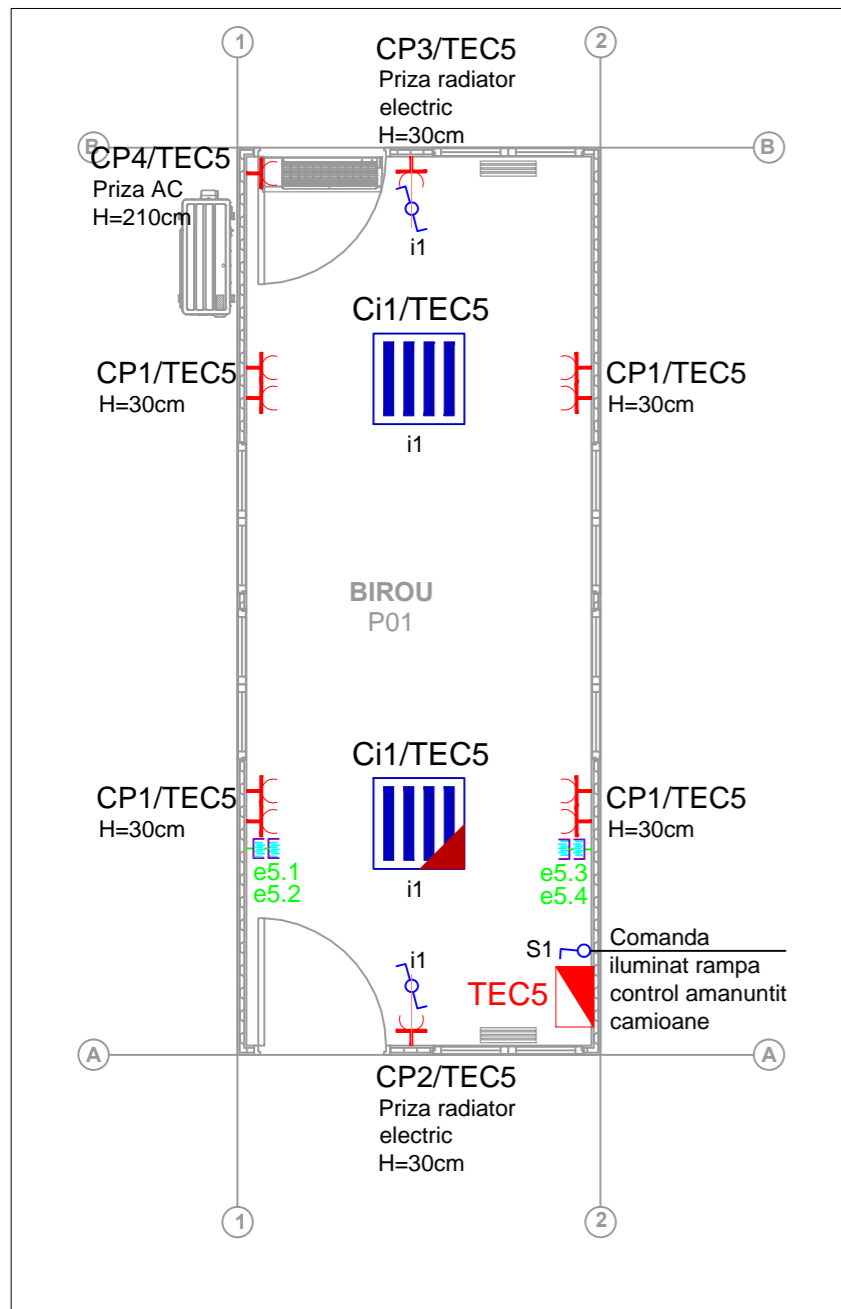 1
2
CP3/TEC5
Priza radiator
electric
H=30cm
B
B
CP4/TEC5
Priza AC
H=210cm
i1
Ci1/TEC5
CP1/TEC5
H=30cm
CP1/TEC5
H=30cm
i1
BIROU
P01
Ci1/TEC5
CP1/TEC5
H=30cm
CP1/TEC5
H=30cm
i1
e5.1
e5.2
e5.3
e5.4
S1
Comanda
iluminat rampa
control amanuntit
camioane
i1
TEC5
A
A
CP2/TEC5
Priza radiator
electric
H=30cm
1
2